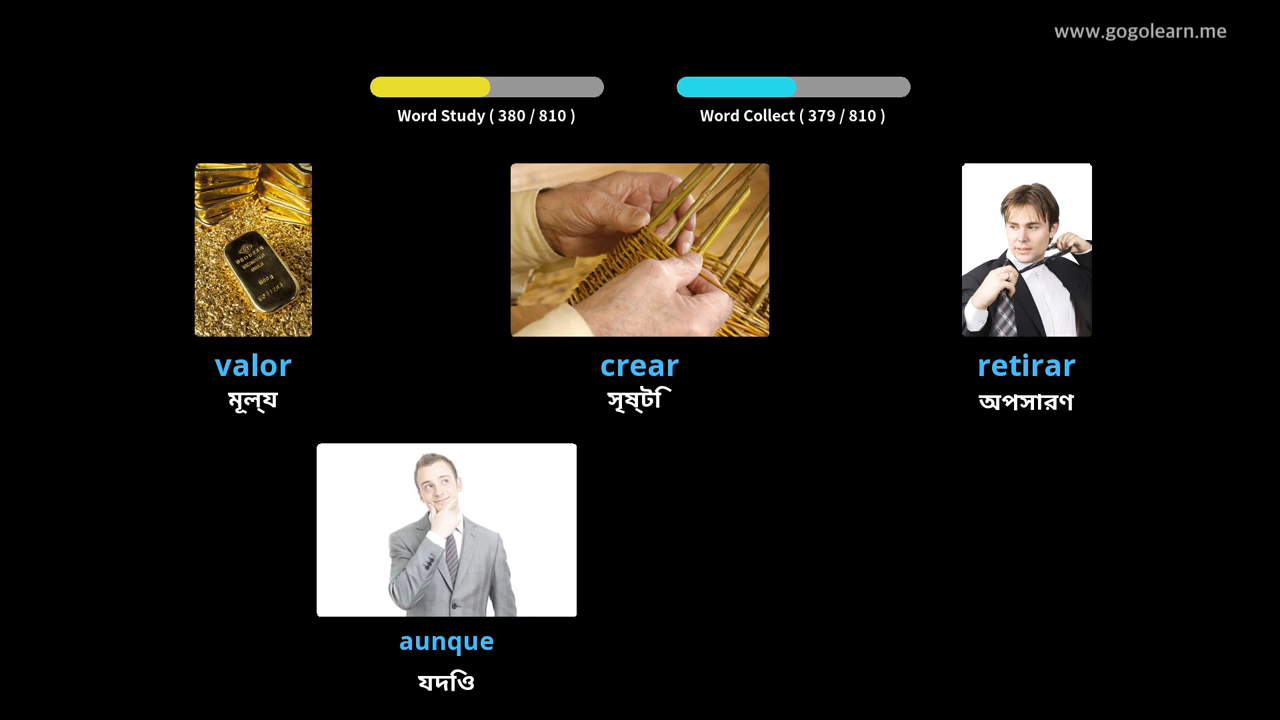 www.gogolearn.me
Word Study ( 380 / 810 )
Word Collect ( 379 / 810 )
valor
crear
retirar
মূল্য
সৃষ্টি
অপসারণ
aunque
যদিও